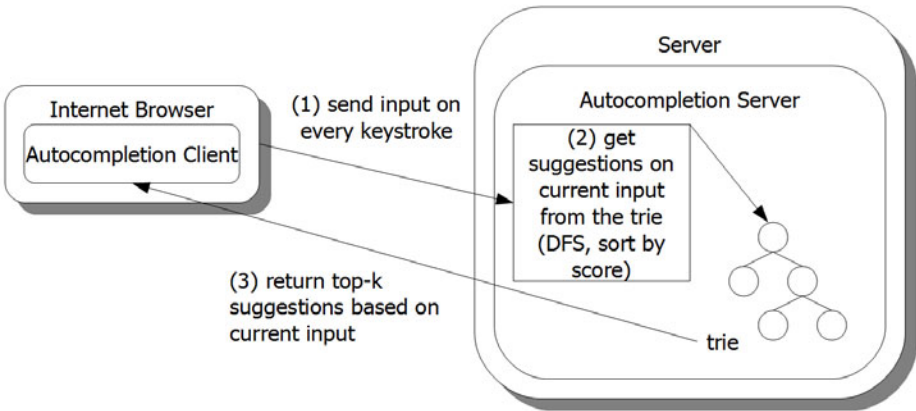 Server
Internet Browser
Autocompletion Client
(1) send input on
every keystroke
Autocompletion Server
(2) get
suggestions on
current input
from the trie
(DFS, sort by
score)
(3) return top-k
suggestions based on
current input
trie